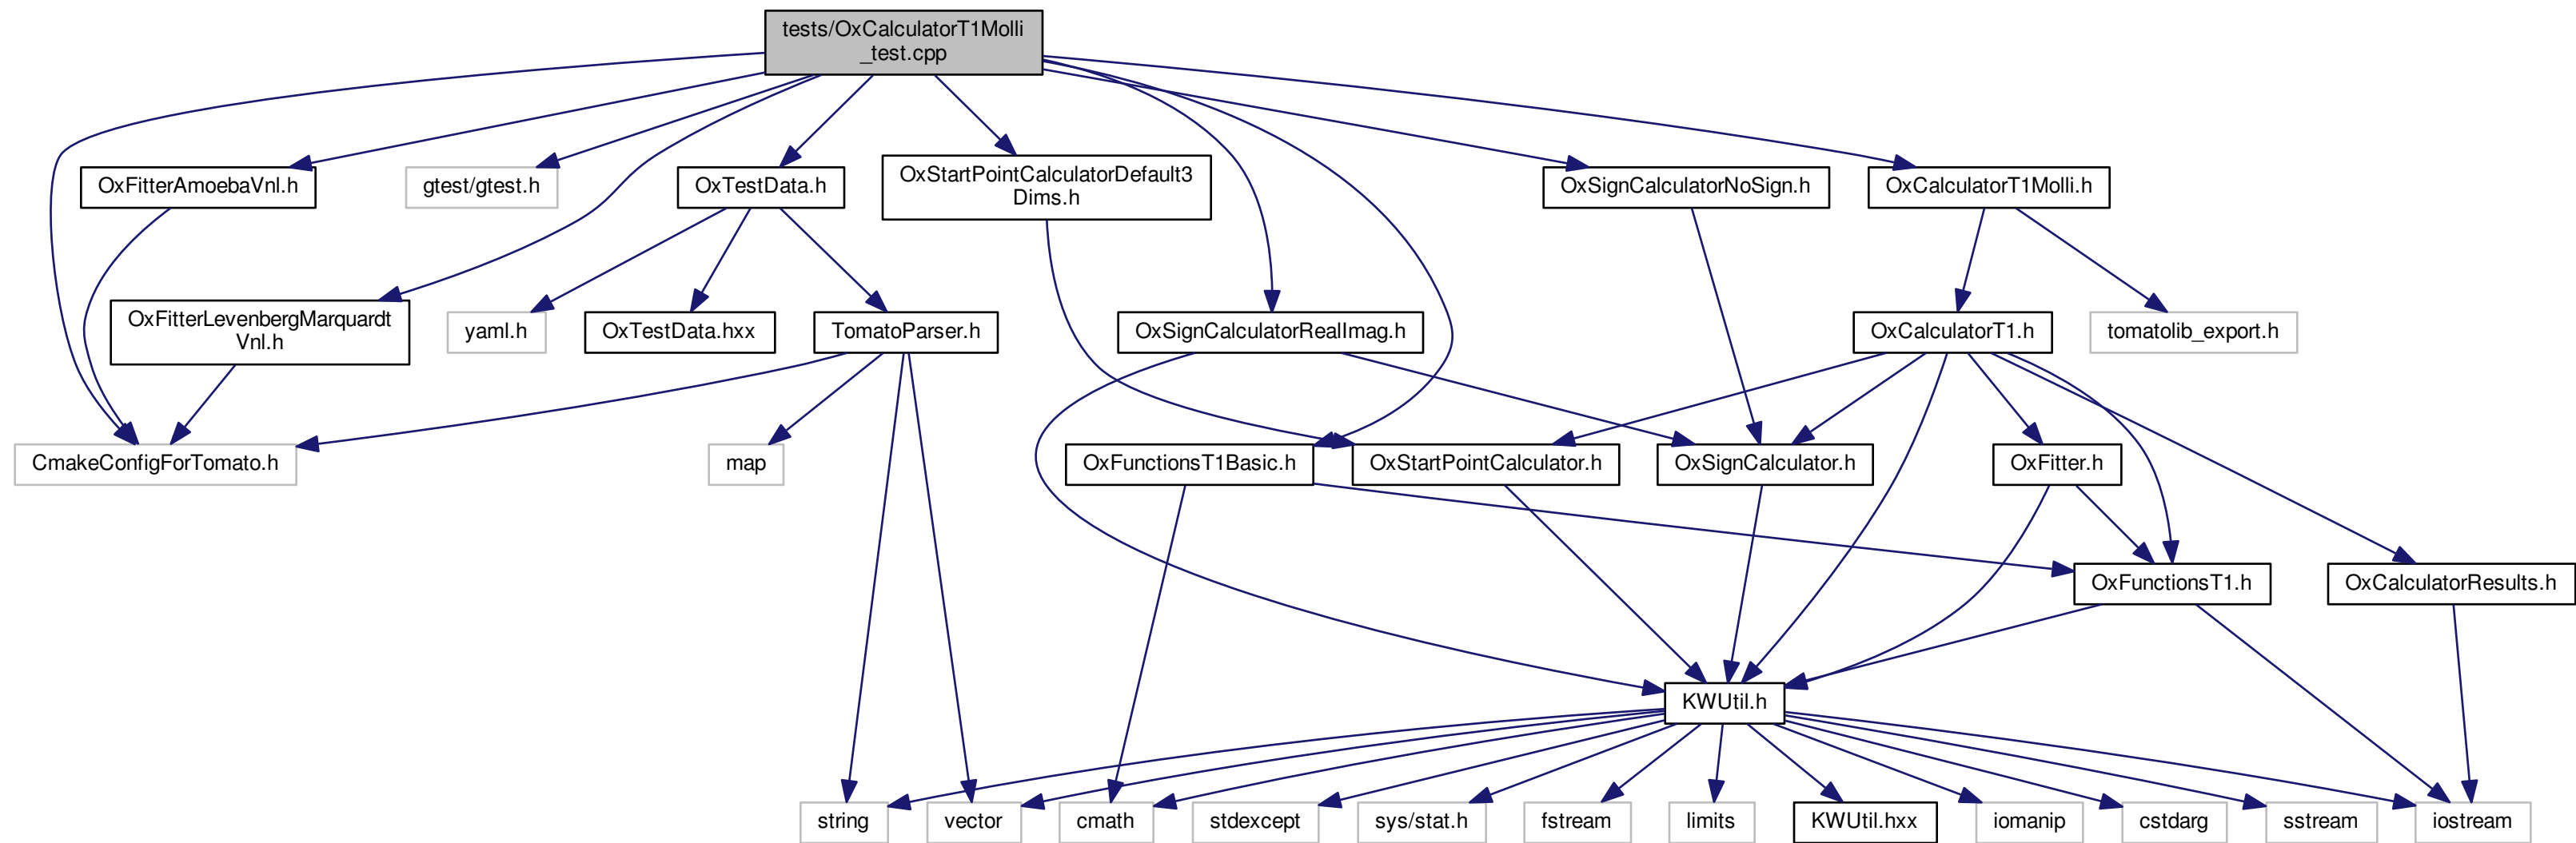 tests/OxCalculatorT1Molli
_test.cpp
OxFitterAmoebaVnl.h
gtest/gtest.h
OxTestData.h
OxStartPointCalculatorDefault3
Dims.h
OxSignCalculatorNoSign.h
OxCalculatorT1Molli.h
OxFitterLevenbergMarquardt
Vnl.h
yaml.h
OxTestData.hxx
TomatoParser.h
OxSignCalculatorRealImag.h
OxCalculatorT1.h
tomatolib_export.h
CmakeConfigForTomato.h
map
OxFunctionsT1Basic.h
OxStartPointCalculator.h
OxSignCalculator.h
OxFitter.h
OxFunctionsT1.h
OxCalculatorResults.h
KWUtil.h
string
vector
cmath
stdexcept
sys/stat.h
fstream
limits
KWUtil.hxx
iomanip
cstdarg
sstream
iostream